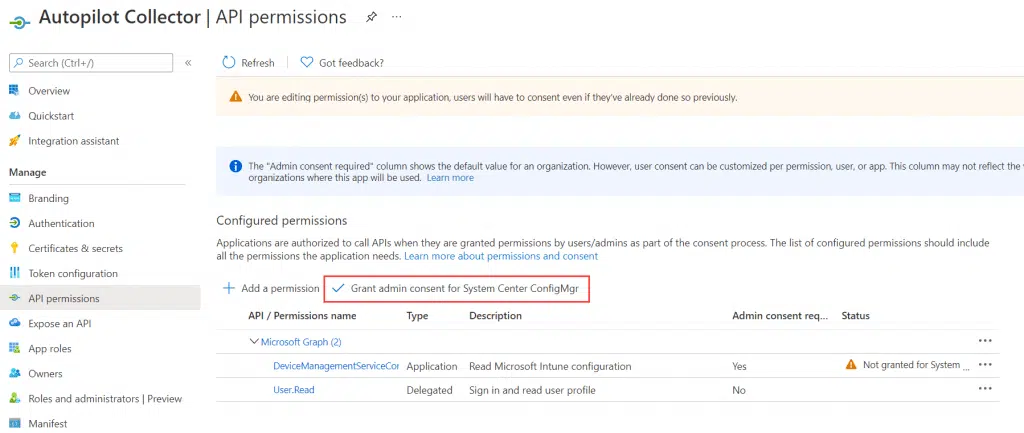 Autopilot Collector | API permissions
Search (Ctrl+/)
Overview
Quickstart
Integration assistant
Manage
Branding
Authentication
Certificates & secrets
Token configuration
API permissions
Expose an API
App roles
Owners
Roles and administrators | Preview
Manifest
Refresh
Got feedback?
You are editing permission(s) to your application, users will have to consent even if they've already done so previously.
The "Admin consent required" column shows the default value for an organization. However, user consent can be customized per permission, user, or app. This column may not reflect the
organizations where this app will be used. Learn more
Configured permissions
Applications are authorized to call APIs when they are granted permissions by users/admins as part of the consent process. The list of configured permissions should include
all the permissions the application needs. Learn more about permissions and consent
Add a permission Grant admin consent for System Center ConfigMgr
API / Permissions name Type Description Admin consent req... Status
Microsoft Graph (2)
DeviceManagementServiceCor Application Read Microsoft Intune configuration Yes Not granted for System ...
User.Read Delegated Sign in and read user profile No